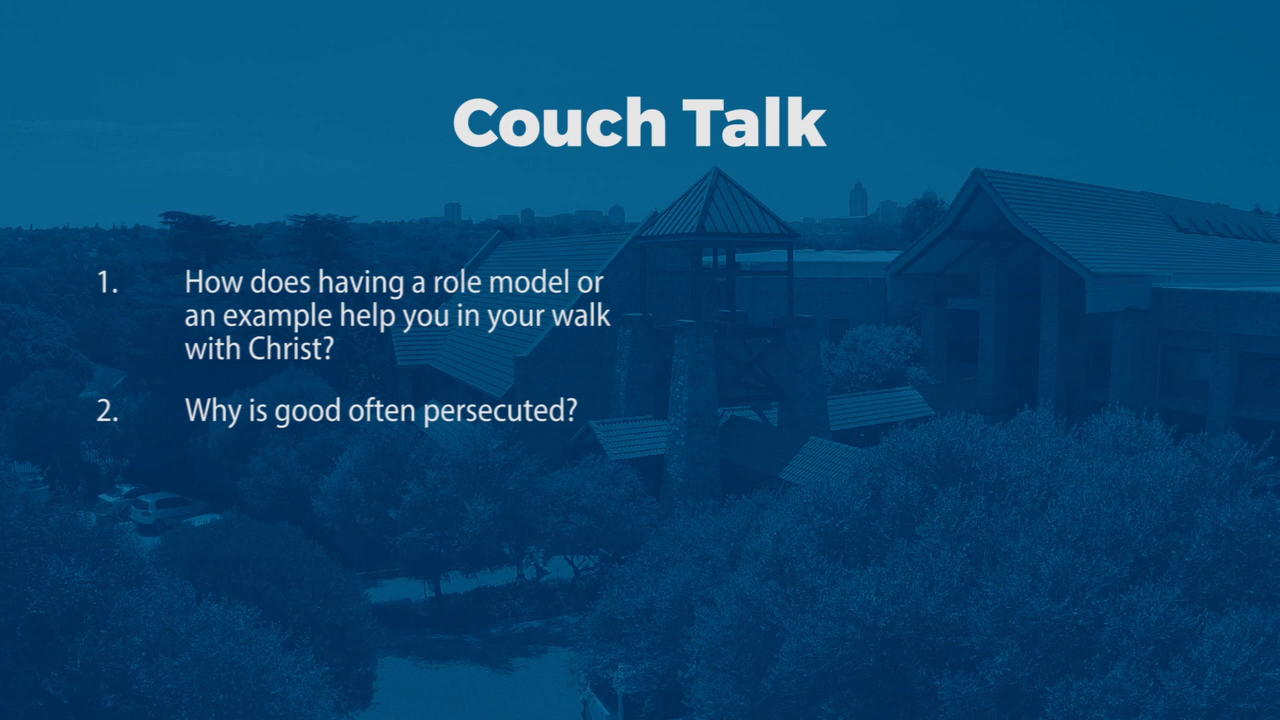 Couch Talk
1. How does having a role model or
an example help you in your walk
with Christ?
2. Why is good often persecuted?